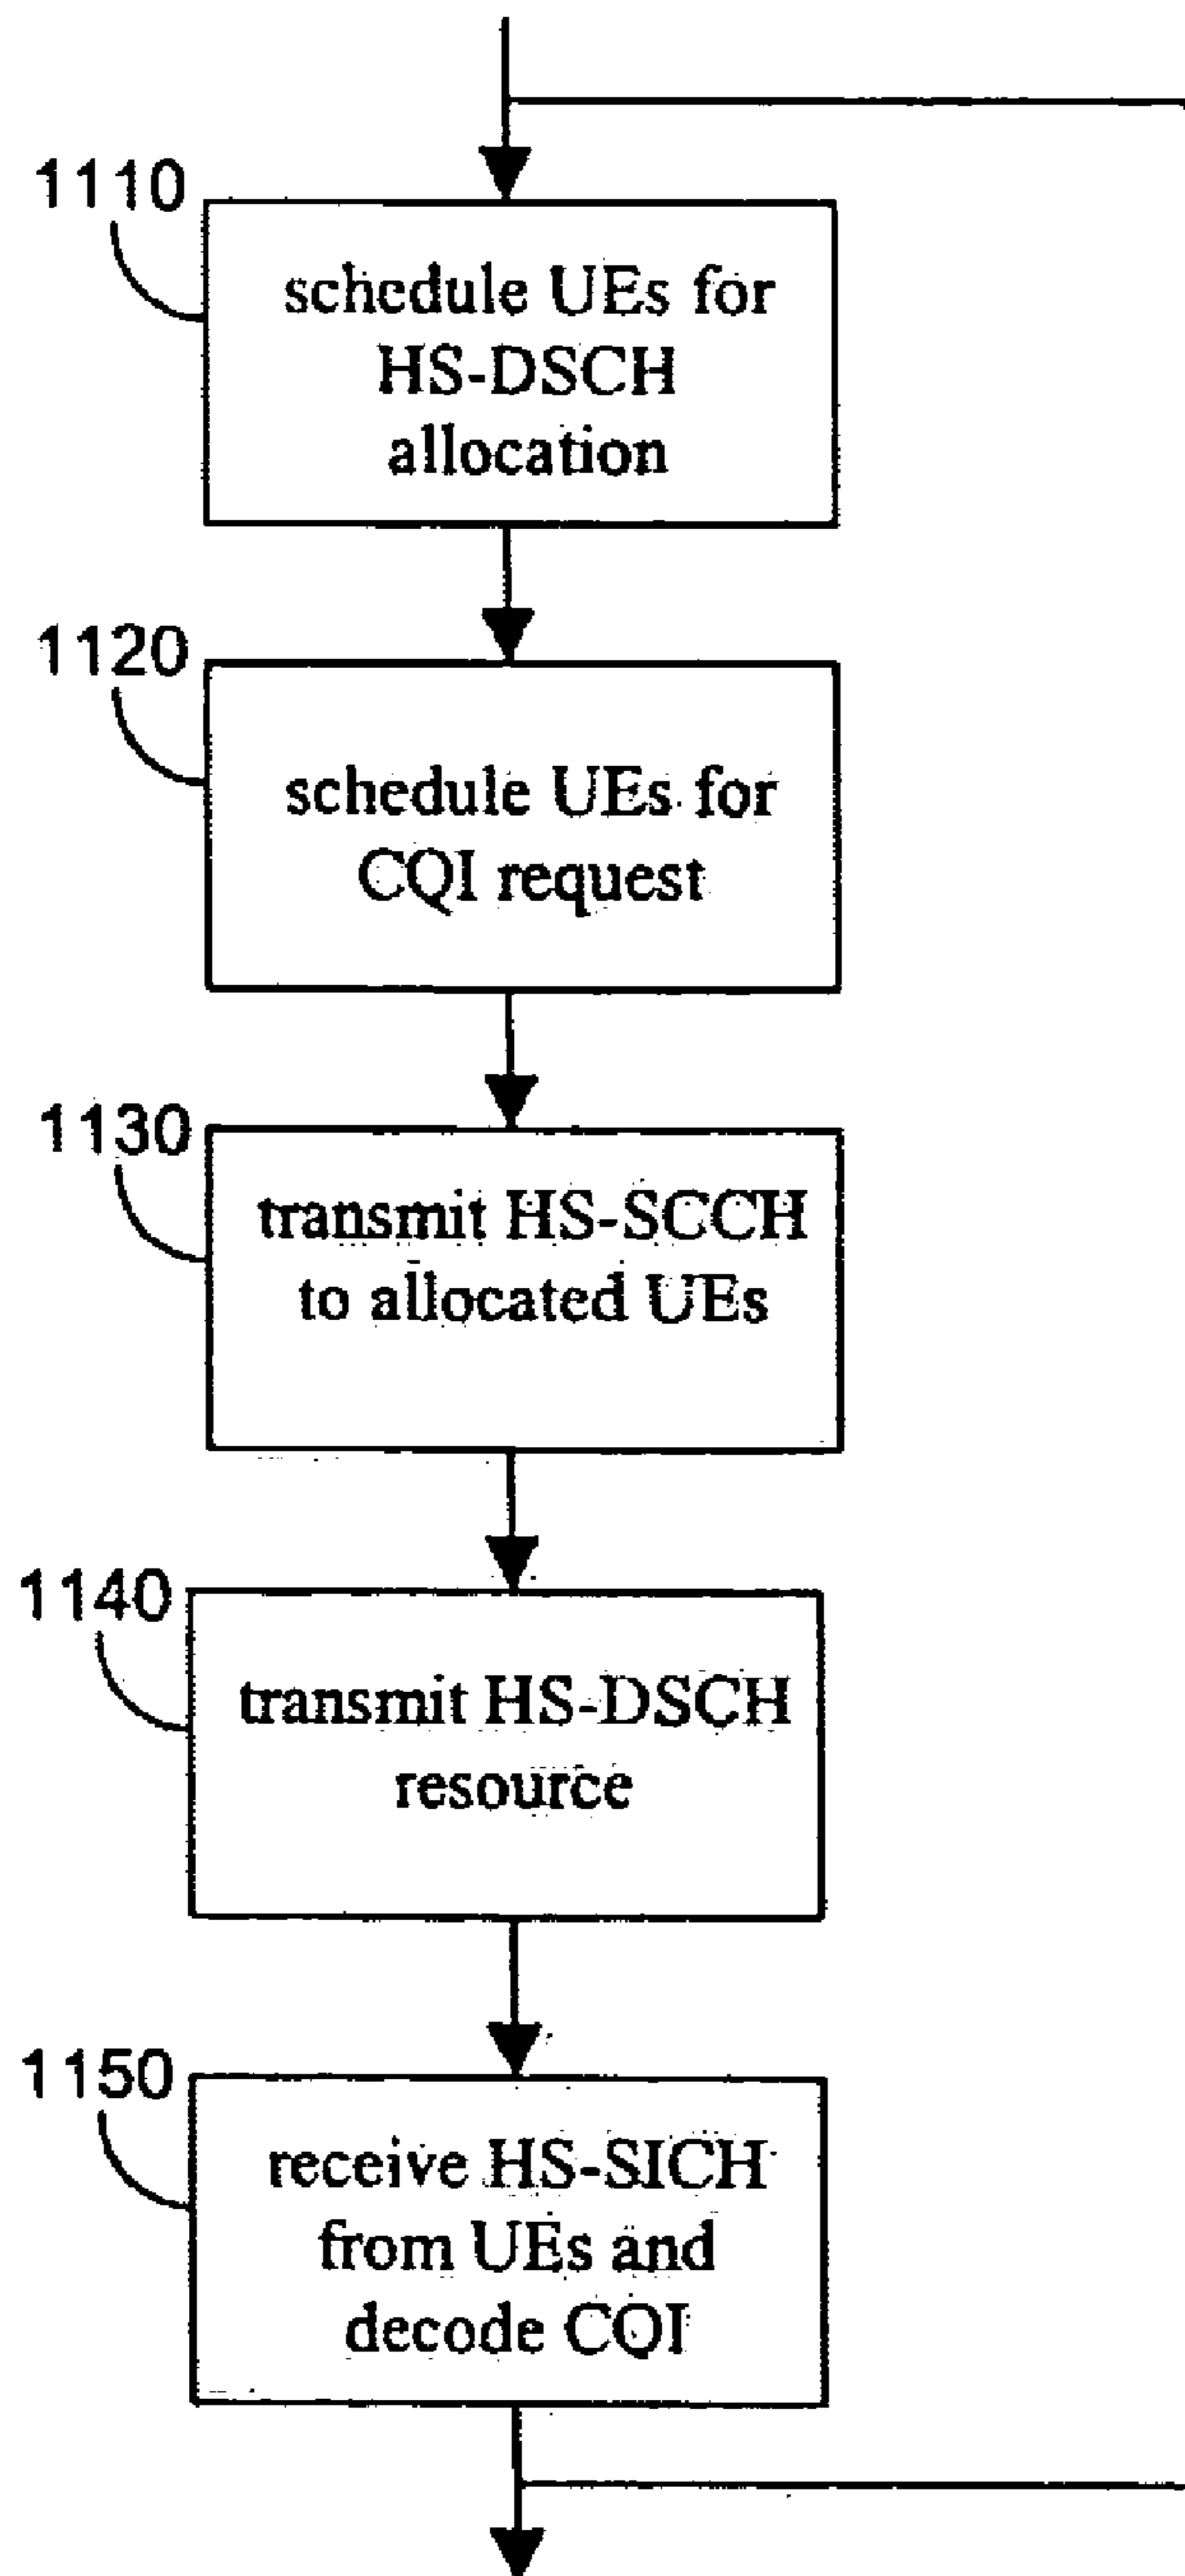 1110
schedule UEs for
HS-DSCH
allocation
1120
schedule UEs for
CQI request
1130
transmit HS-SCCH
to allocated UEs
1140
transmit HS-DSCH
resource
1150
receive HS-SICH
from UEs and
decode CQI